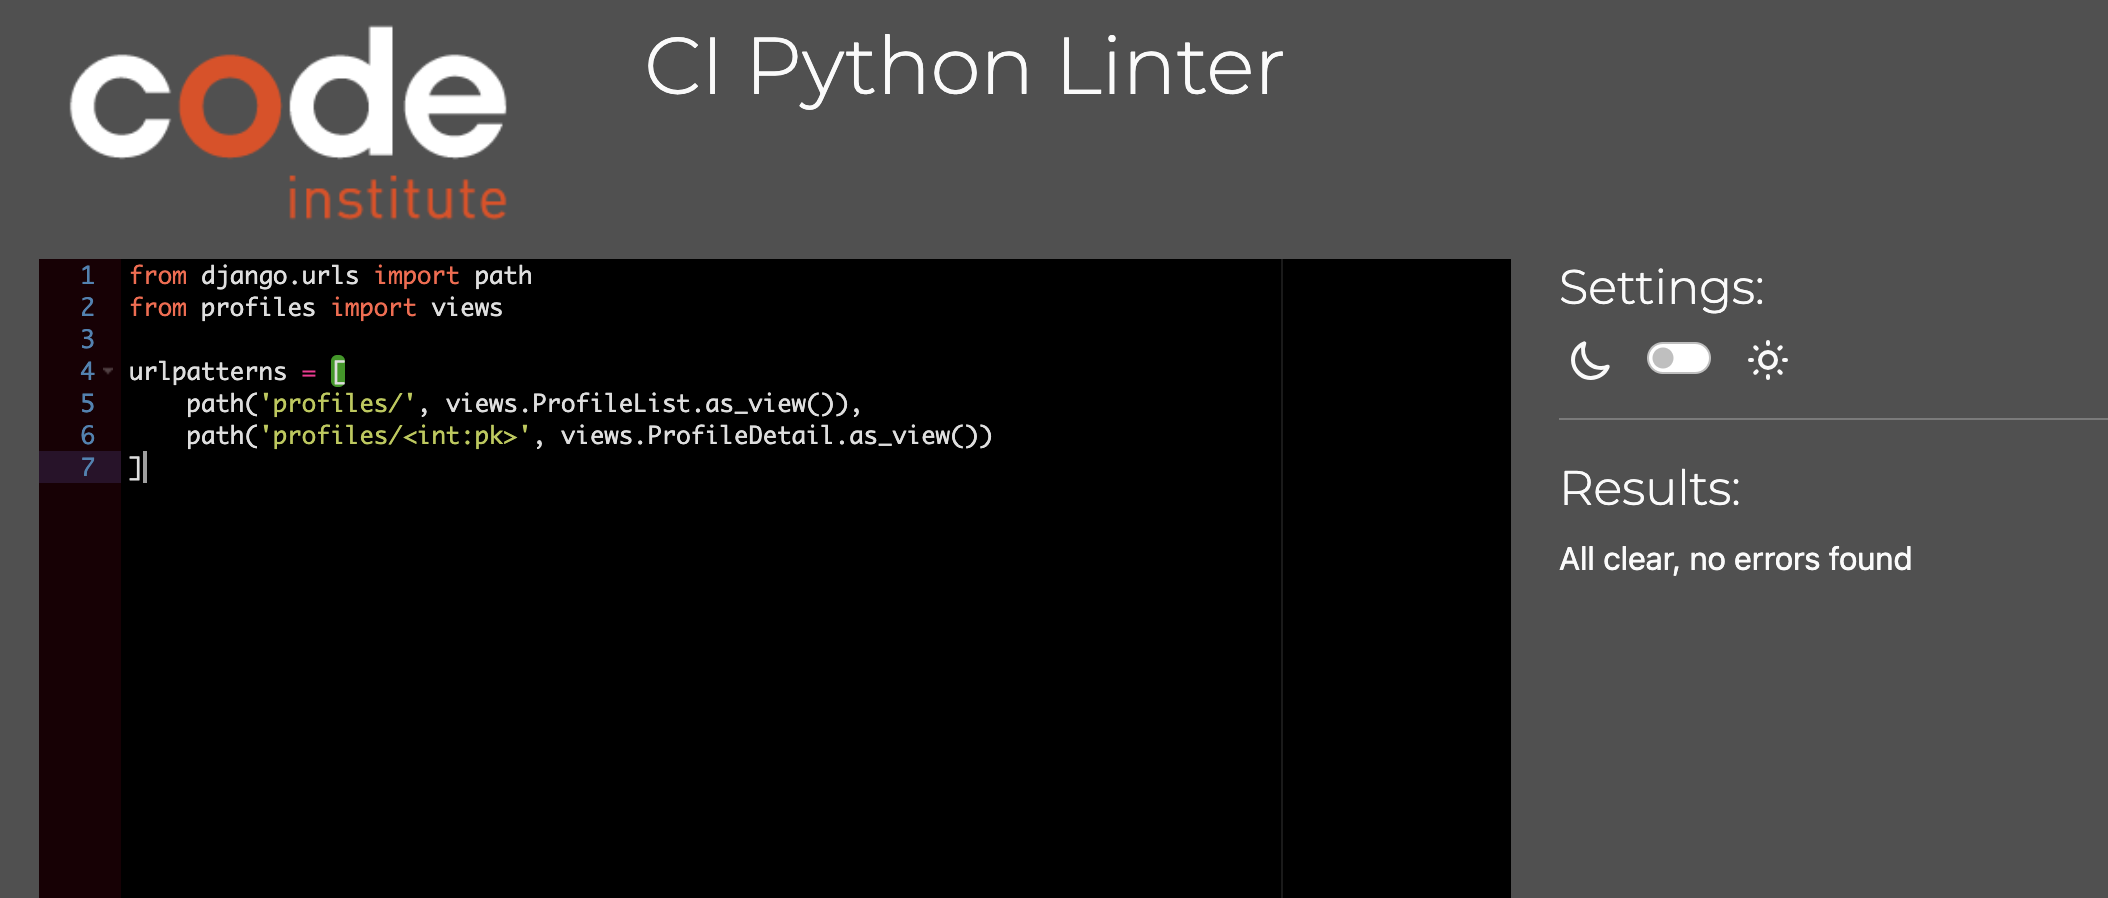 code
institute
CI Python Linter
1 from django.urls import path
2 from profiles import views
3
4 urlpatterns = [
5     path('profiles/', views.ProfileList.as_view()),
6     path('profiles/<int:pk>', views.ProfileDetail.as_view())
7 ]
Settings:
Results:
All clear, no errors found